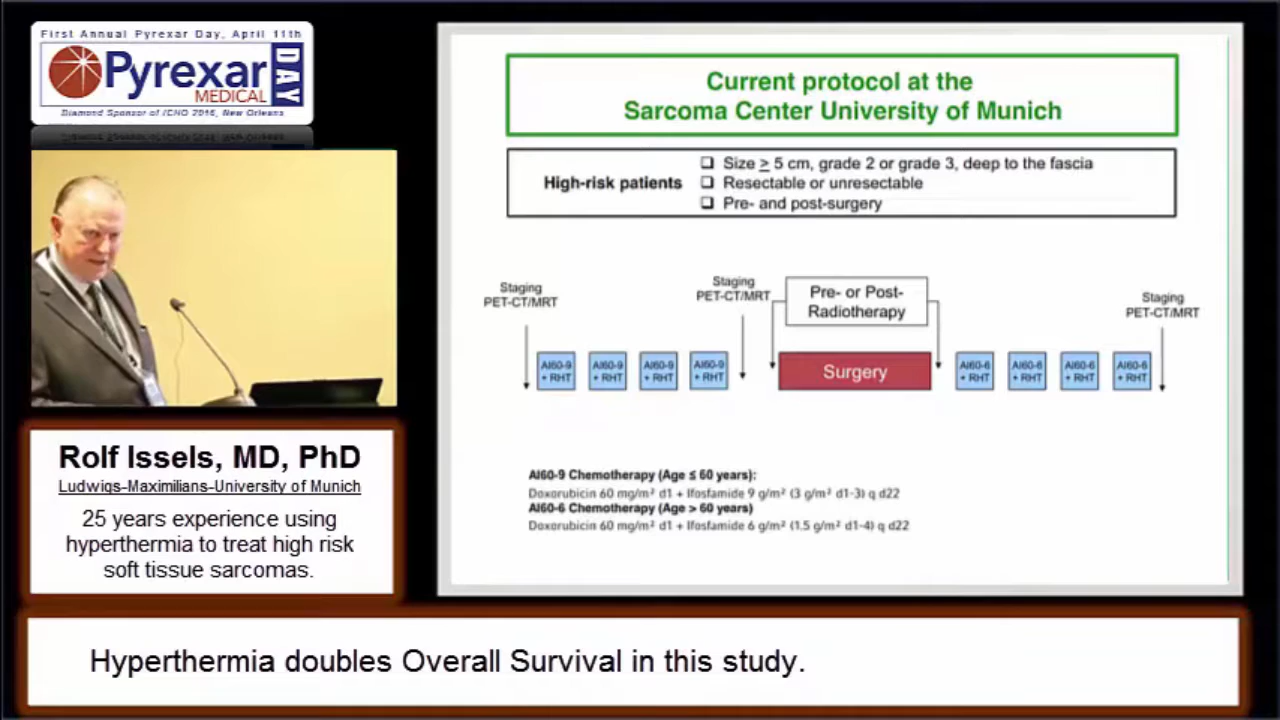 First Annual Pyrexar Day, April 11th
Pyrexar
MEDICAL
DAY
Diamond Sponsor of ICHO 2016, New Orleans
Current protocol at the
Sarcoma Center University of Munich
High-risk patients
❑ Size ≥ 5 cm, grade 2 or grade 3, deep to the fascia
❑ Resectable or unresectable
❑ Pre- and post-surgery
Staging
PET-CT/MRT
Staging
PET-CT/MRT
Pre- or Post-
Radiotherapy
Staging
PET-CT/MRT
AI60-9
+ RHT
AI60-9
+ RHT
AI60-9
+ RHT
AI60-9
+ RHT
Surgery
AI60-6
+ RHT
AI60-6
+ RHT
AI60-6
+ RHT
AI60-6
+ RHT
AI60-9 Chemotherapy (Age ≤ 60 years):
Doxorubicin 60 mg/m² d1 + Ifosfamide 9 g/m² (3 g/m² d1-3) q d22
AI60-6 Chemotherapy (Age > 60 years)
Doxorubicin 60 mg/m² d1 + Ifosfamide 6 g/m² (1.5 g/m² d1-4) q d22
Rolf Issels, MD, PhD
Ludwigs-Maximilians-University of Munich
25 years experience using
hyperthermia to treat high risk
soft tissue sarcomas.
Hyperthermia doubles Overall Survival in this study.